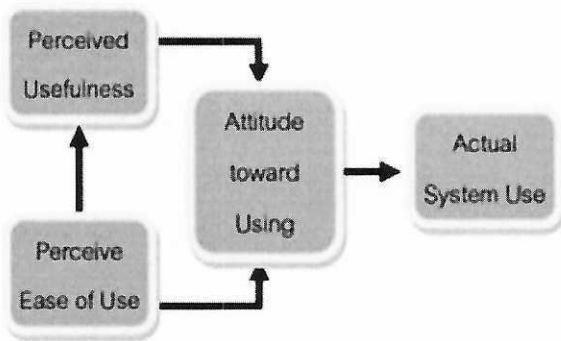 Perceived
Usefulness
Attitude
toward
Using
Actual
System Use
Perceive
Ease of Use